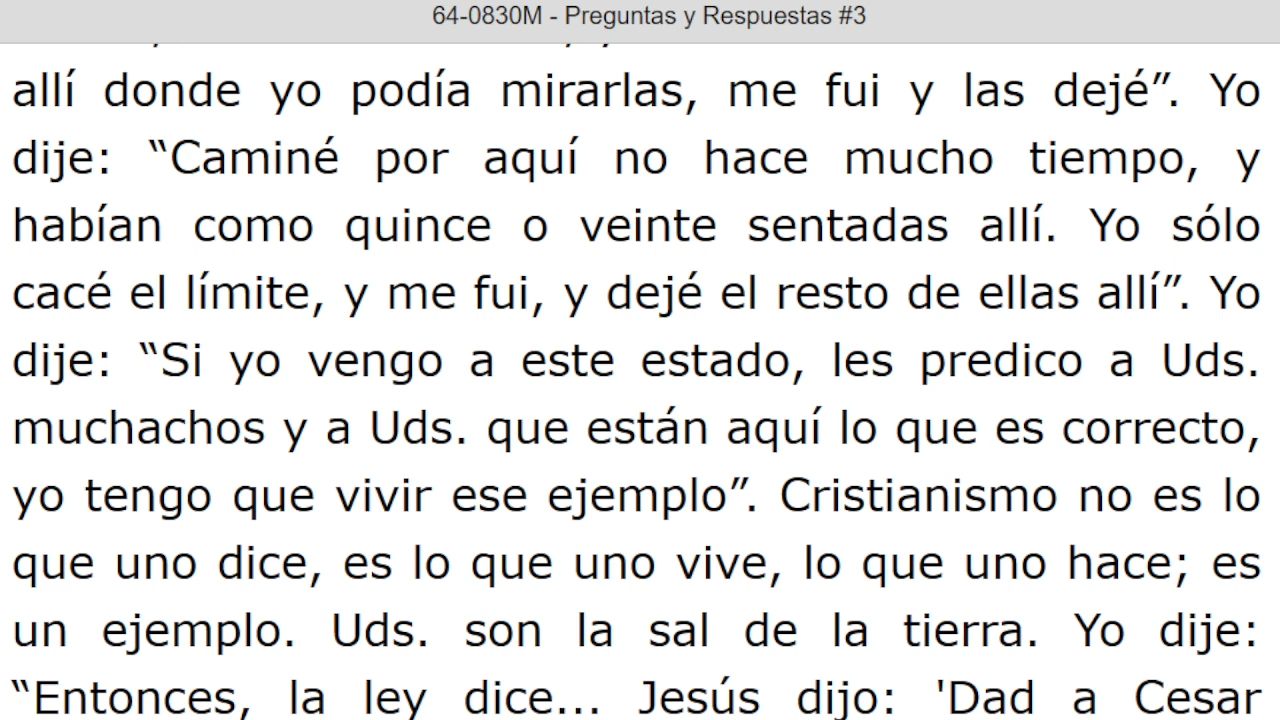 64-0830M - Preguntas y Respuestas #3
allí donde yo podía mirarlas, me fui y las dejé”. Yo
dije: “Caminé por aquí no hace mucho tiempo, y
habían como quince o veinte sentadas allí. Yo sólo
cacé el límite, y me fui, y dejé el resto de ellas allí”. Yo
dije: “Si yo vengo a este estado, les predico a Uds.
muchachos y a Uds. que están aquí lo que es correcto,
yo tengo que vivir ese ejemplo”. Cristianismo no es lo
que uno dice, es lo que uno vive, lo que uno hace; es
un ejemplo. Uds. son la sal de la tierra. Yo dije:
“Entonces, la ley dice... Jesús dijo: 'Dad a Cesar